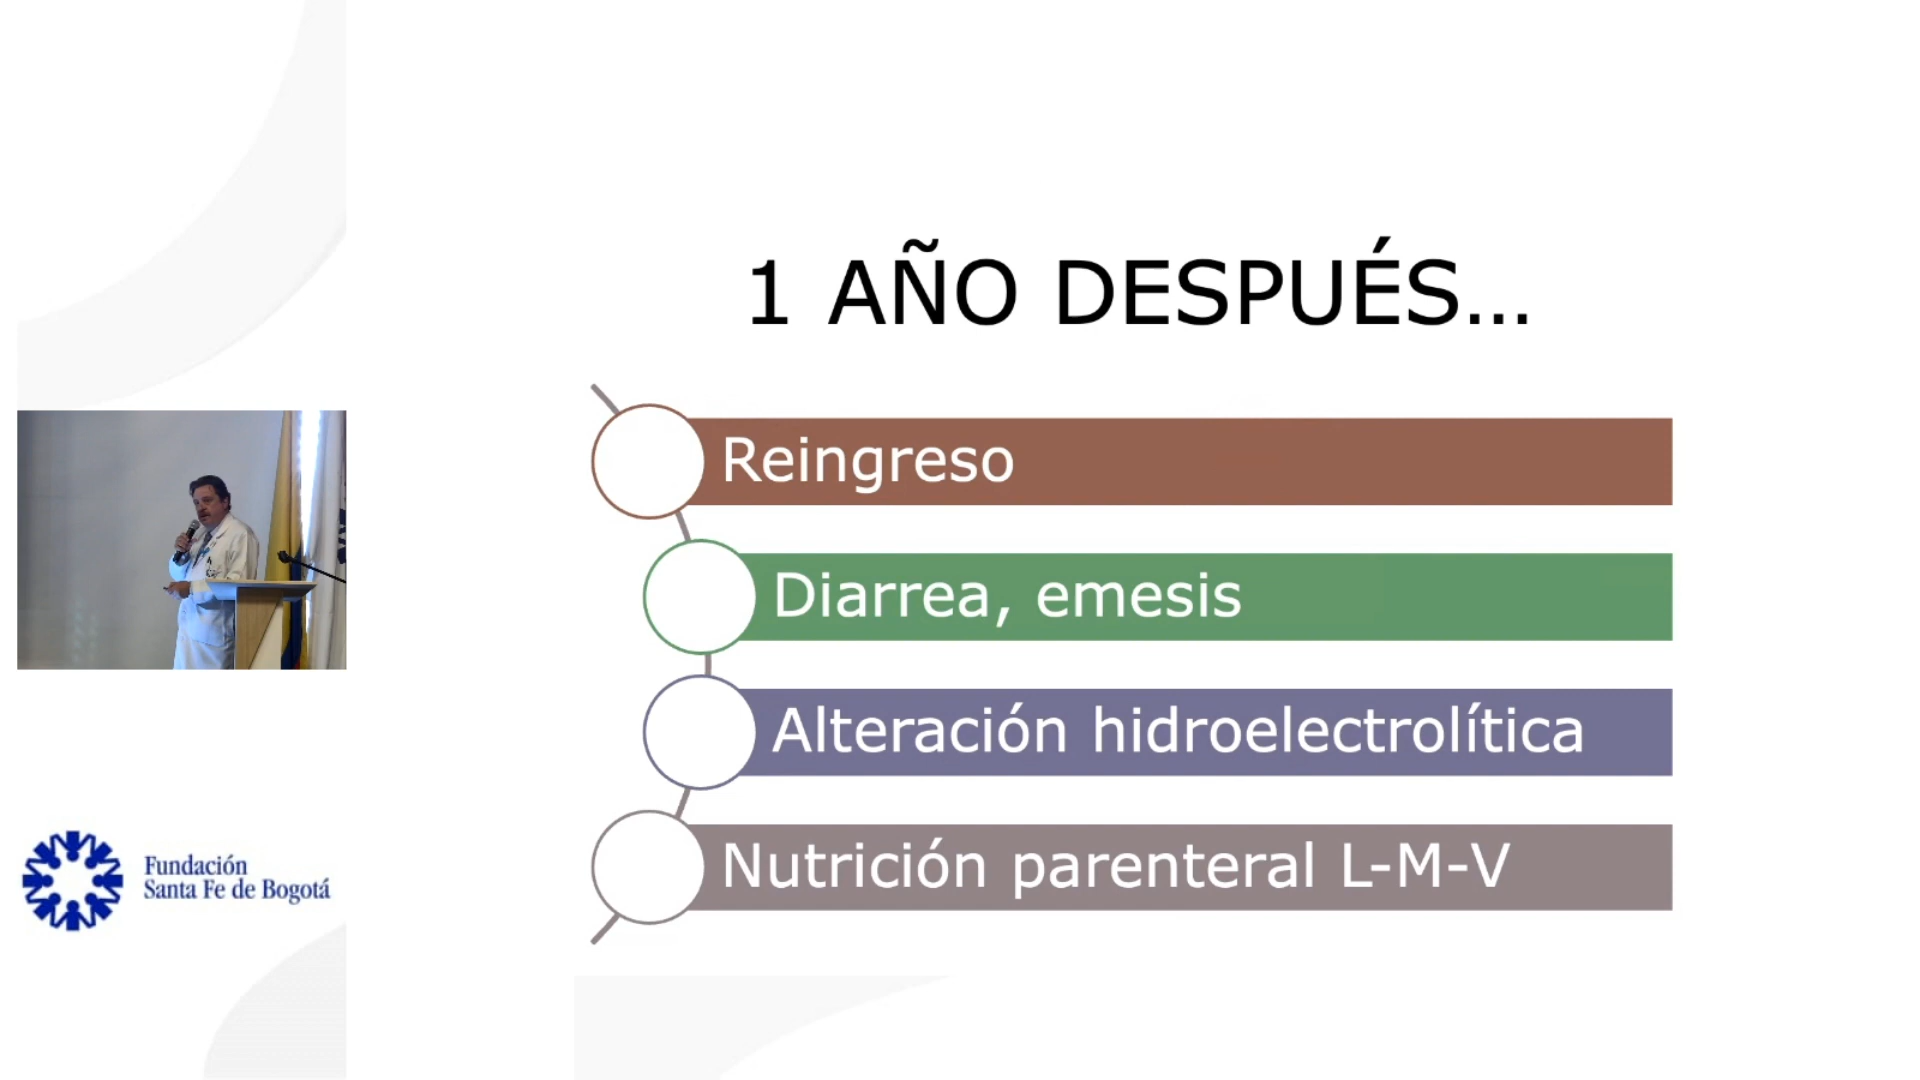 1 AÑO DESPUÉS...
Reingreso
Diarrea, emesis
Alteración hidroelectrolítica
Nutrición parenteral L-M-V
Fundación
Santa Fe de Bogotá